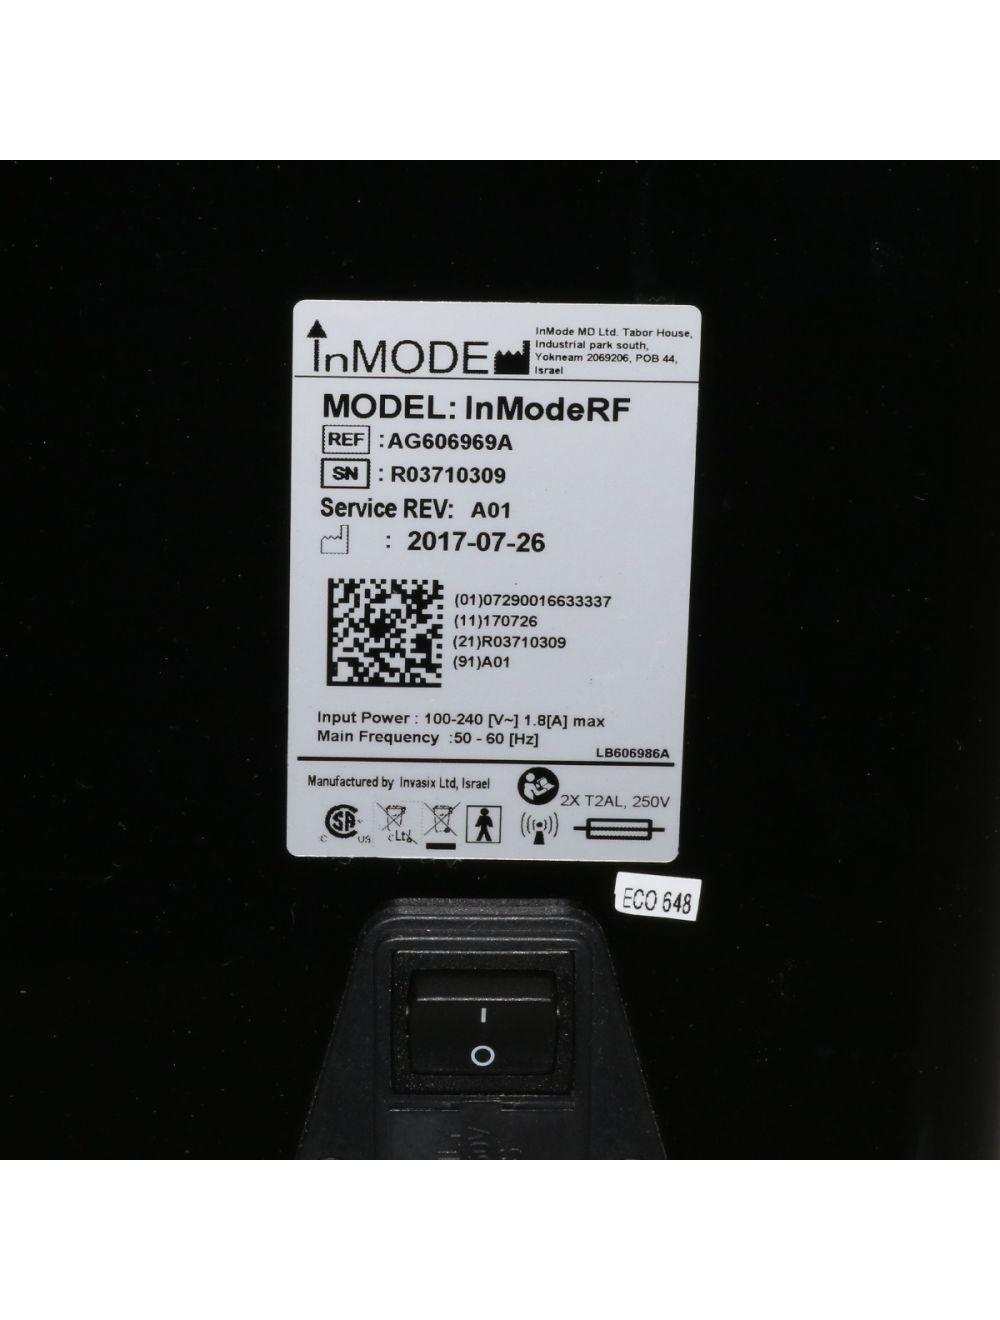 InMODE
InMode MD Ltd. Tabor House,
Industrial park south,
Yokneam 2069206, POB 44,
Israel
MODEL: InModeRF
REF : AG606969A
SN : R03710309
Service REV: A01
: 2017-07-26
(01)07290016633337
(11)170726
(21)R03710309
(91)A01
Input Power : 100-240 [V~] 1.8[A] max
Main Frequency :50 - 60 [Hz]
LB606986A
Manufactured by Invasix Ltd, Israel
2X T2AL, 250V
c SA US
ECO 648
I
O